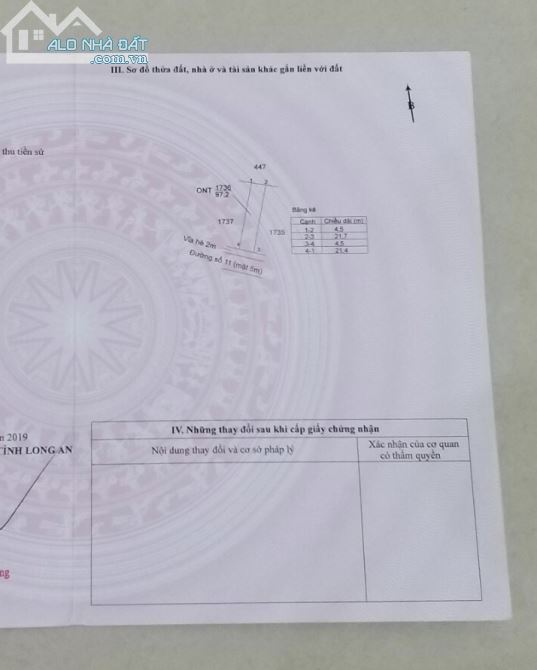 ALO NHÀ ĐẤT
.com.vn
III. Sơ đồ thửa đất, nhà ở và tài sản khác gắn liền với đất
B
thu tiền sử
447
1 2
ONT 1736
97,2
1737
1735
4 3
Vỉa hè 2m
Đường số 11 (mặt 5m)
Bảng kê
Cạnh Chiều dài (m)
1-2 4,5
2-3 21,7
3-4 4,5
4-1 21,4
2019
TỈNH LONG AN
ng
IV. Những thay đổi sau khi cấp giấy chứng nhận
Nội dung thay đổi và cơ sở pháp lý
Xác nhận của cơ quan
có thẩm quyền